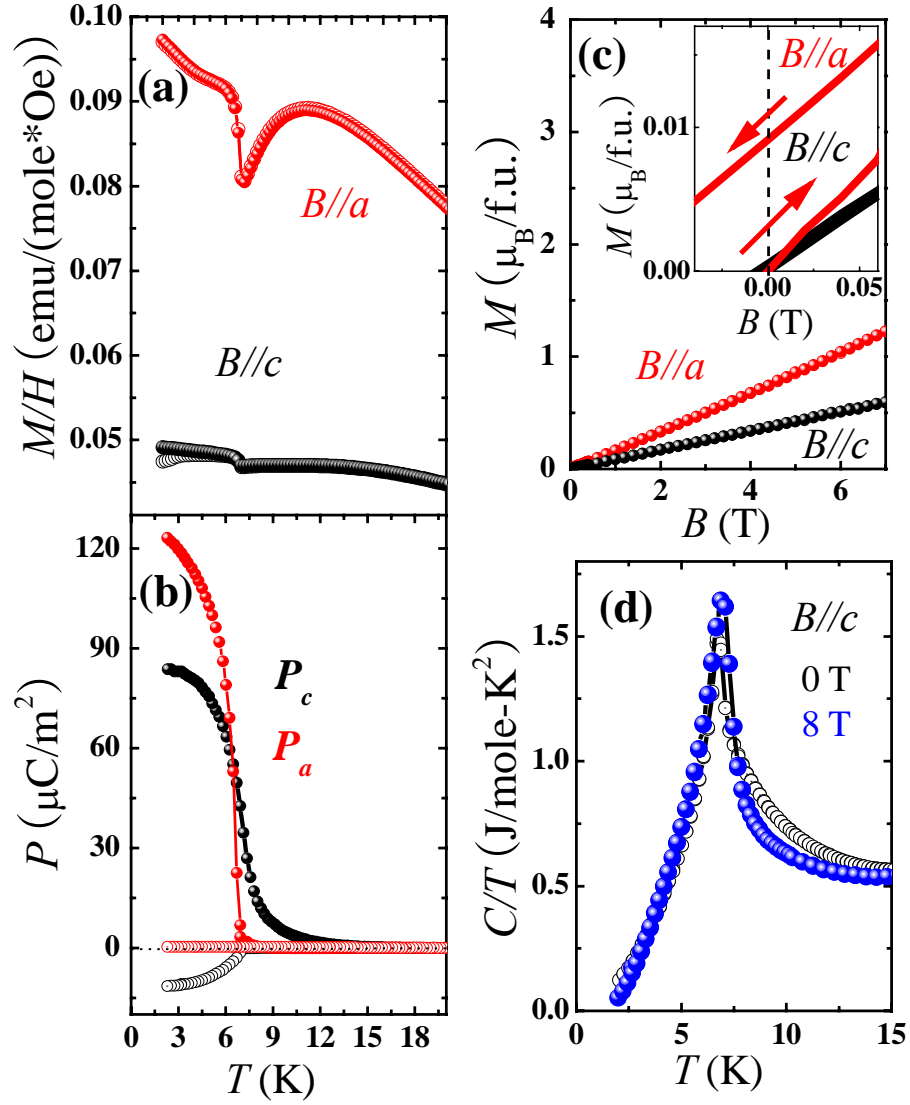 0.10
0.09
0.08
0.07
0.06
0.05
M/H (emu/(mole*Oe)
(a)
B//a
B//c
120
90
60
30
0
P (μC/m²)
(b)
P_c
P_a
0 3 6 9 12 15 18
T (K)
4
3
2
1
0
M (μ_B/f.u.)
(c)
B//a
B//c
0 2 4 6
B (T)
0.01
0.00
M (μ_B/f.u.)
B//a
B//c
0.00 0.05
B (T)
1.5
1.0
0.5
0.0
C/T (J/mole-K²)
(d)
B//c
0 T
8 T
0 5 10 15
T (K)